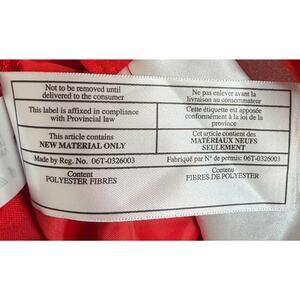 Not to be removed until
delivered to the consumer
Ne pas enlever avant la
livraison au consommateur
This label is affixed in compliance
with Provincial law
Cette étiquette est apposée
conformément à la loi de la
province
This article contains
NEW MATERIAL ONLY
Cet article contient des
MATÉRIAUX NEUFS
SEULEMENT
Made by Reg. No. 06T-0326003
Fabriqué par N° de permis: 06T-0326003
Content
POLYESTER FIBRES
Contenu
FIBRES DE POLYESTER